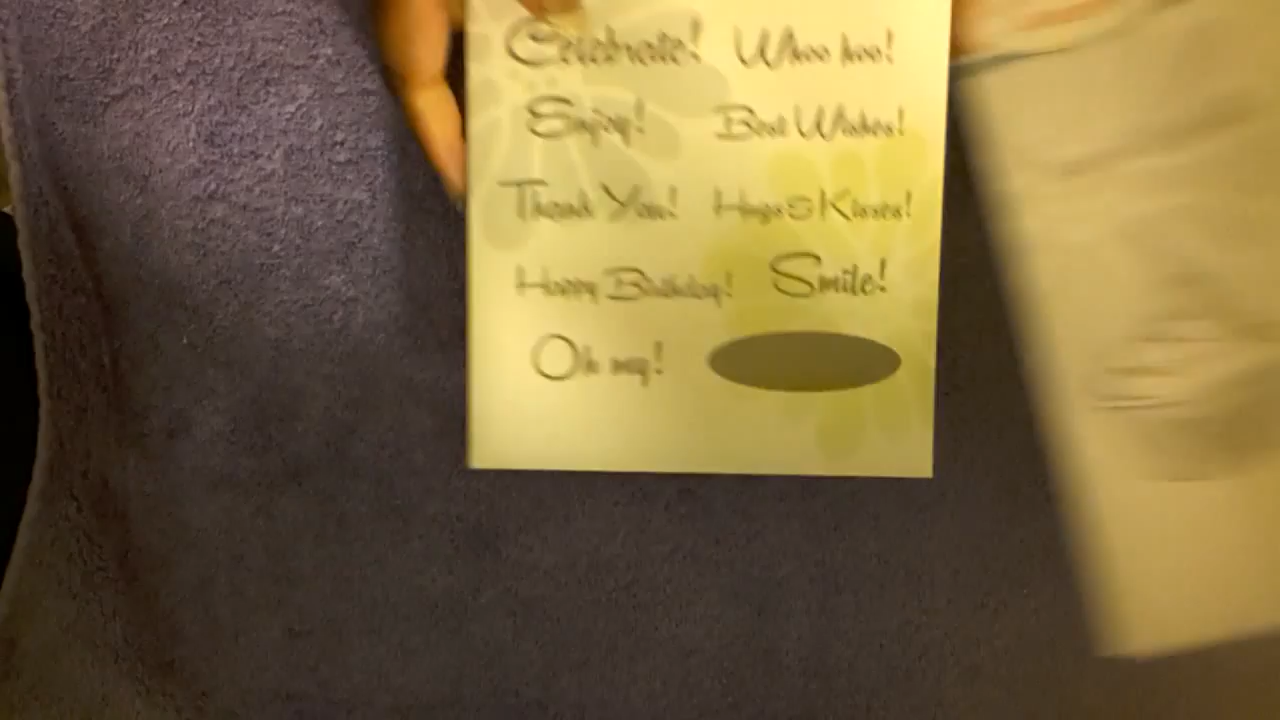 Celebrate! Whoo hoo!
Enjoy! Best Wishes!
Thank You! Hugs & Kisses!
Happy Birthday! Smile!
Oh my!